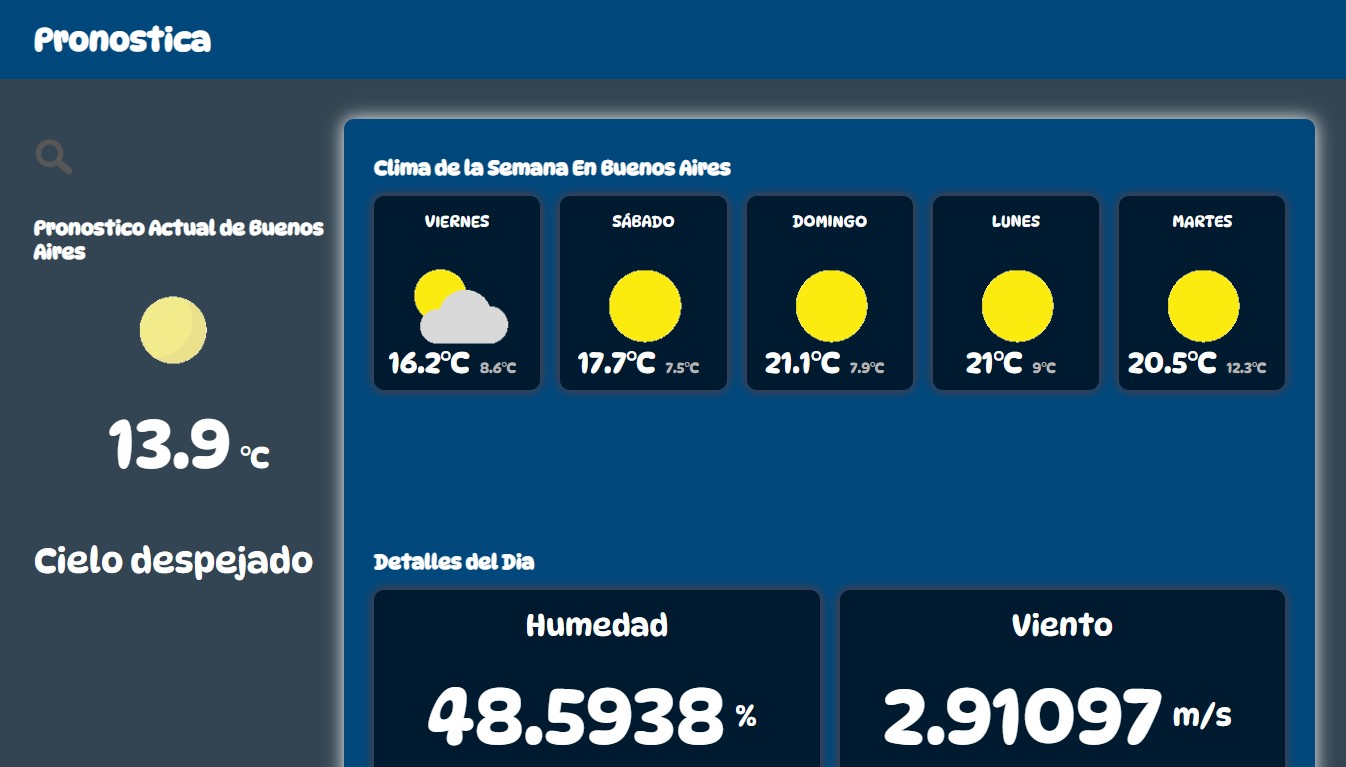 Pronostica
Pronostico Actual de Buenos
Aires
13.9 °C
Cielo despejado
Clima de la Semana En Buenos Aires
VIERNES
16.2°C 8.6°C
SÁBADO
17.7°C 7.5°C
DOMINGO
21.1°C 7.9°C
LUNES
21°C 9°C
MARTES
20.5°C 12.3°C
Detalles del Dia
Humedad
48.5938 %
Viento
2.91097 m/s